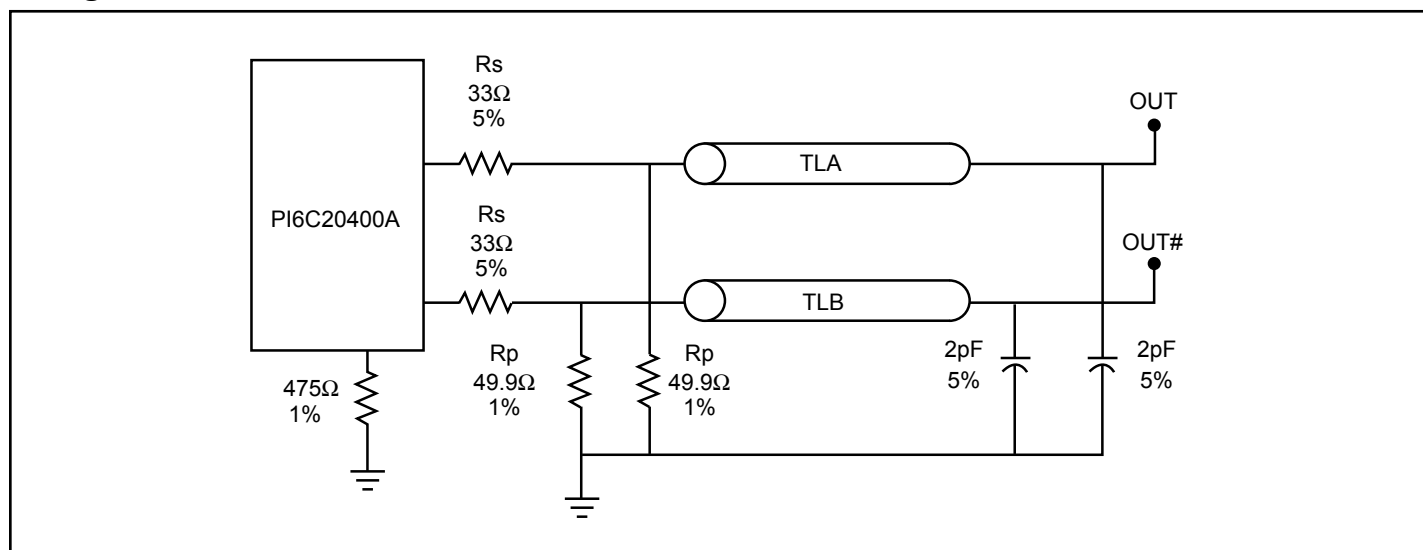 Rs
33Ω
5%
OUT
TLA
PI6C20400A
Rs
33Ω
5%
OUT#
TLB
Rp
49.9Ω
1%
Rp
49.9Ω
1%
2pF
5%
2pF
5%
475Ω
1%